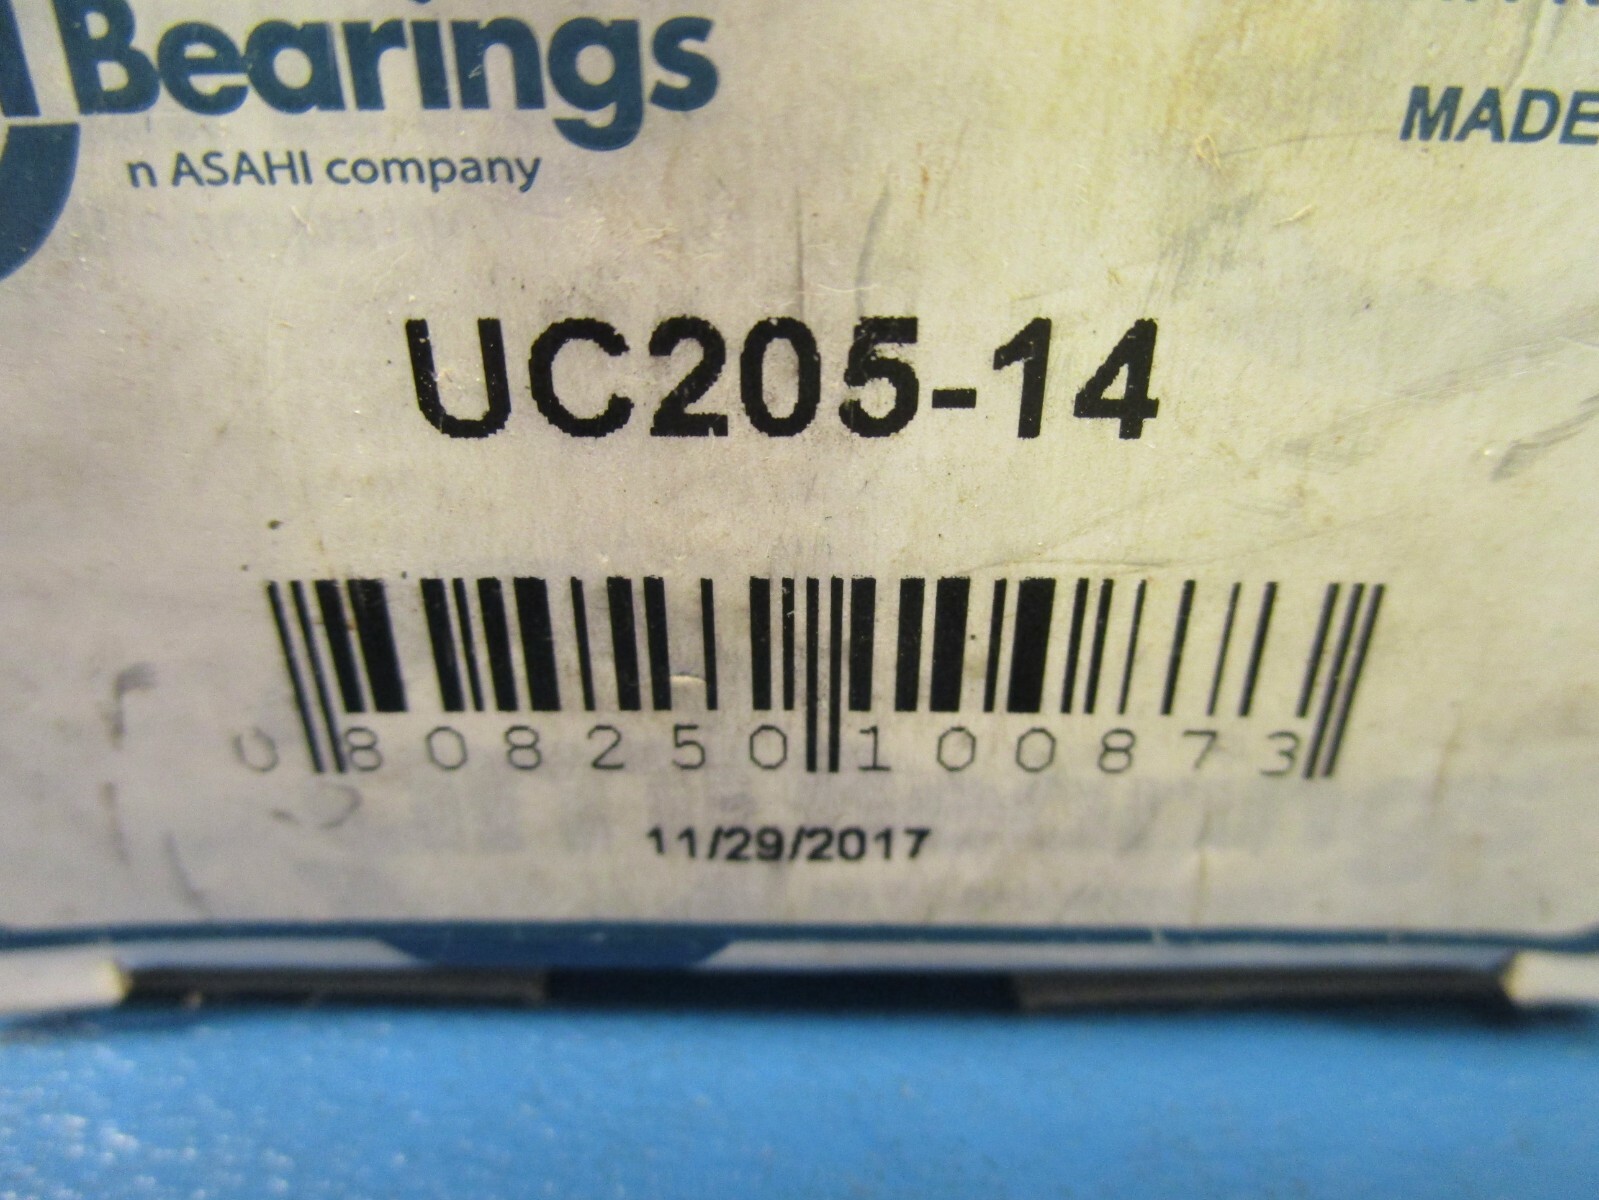 Bearings
MADE
n ASAHI company
UC205-14
0 808250 100873
11/29/2017